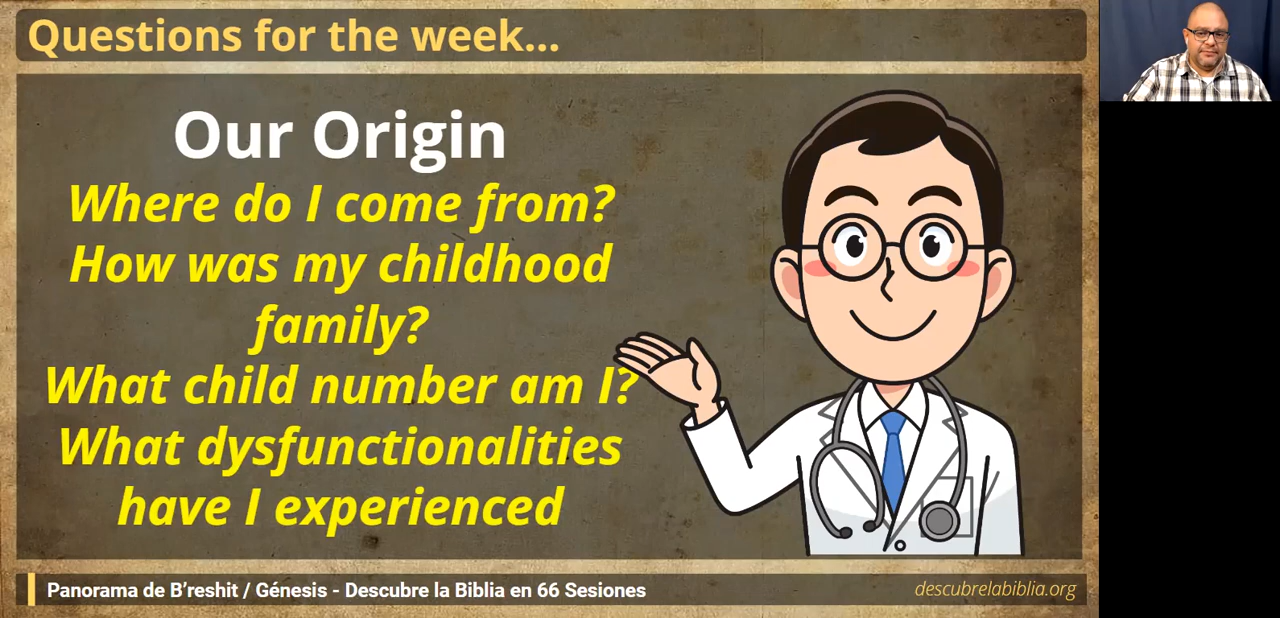 Questions for the week...
Our Origin
Where do I come from?
How was my childhood
family?
What child number am I?
What dysfunctionalities
have I experienced
Panorama de B’reshit / Génesis - Descubre la Biblia en 66 Sesiones
descubrelabiblia.org